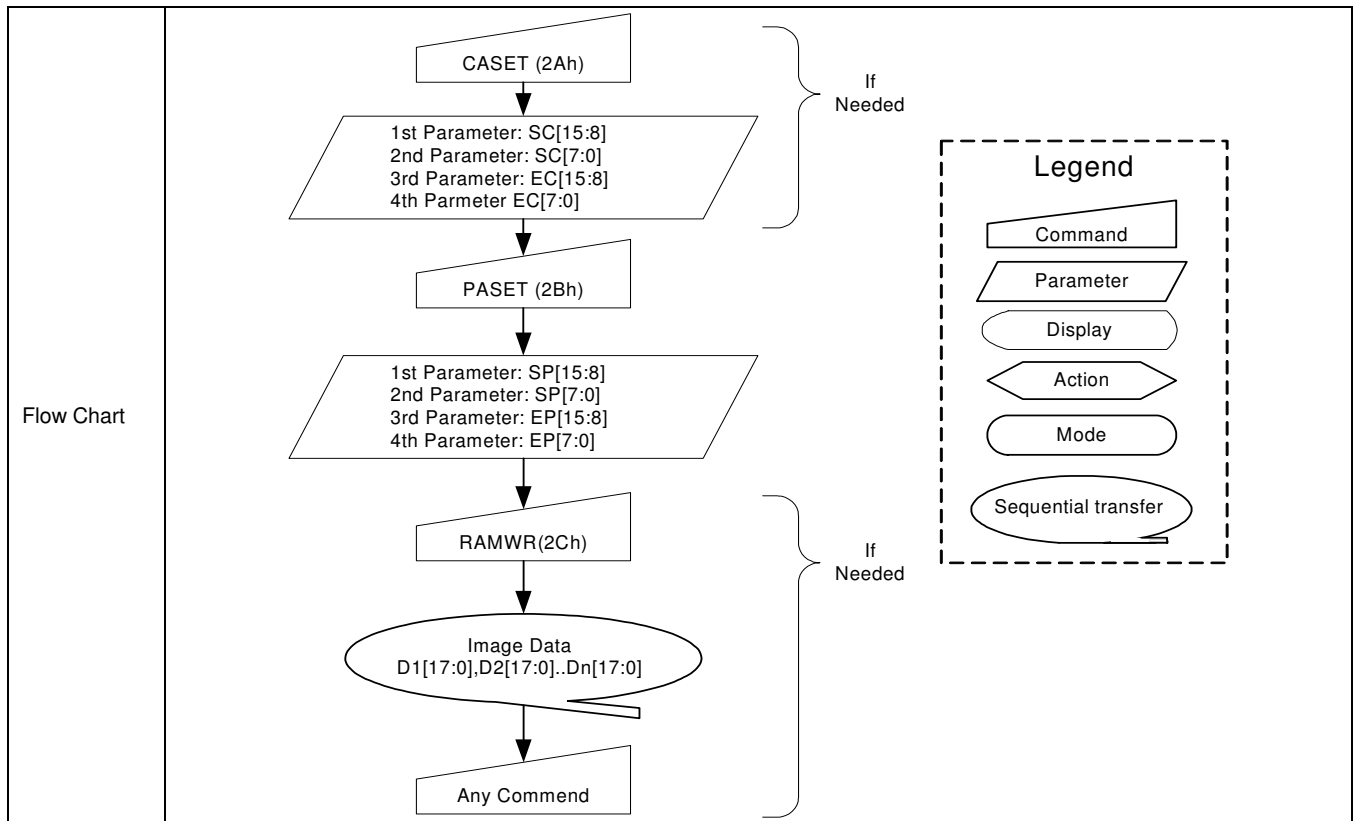 Flow Chart
CASET (2Ah)
1st Parameter: SC[15:8]
2nd Parameter: SC[7:0]
3rd Parameter: EC[15:8]
4th Parmeter EC[7:0]
If
Needed
PASET (2Bh)
1st Parameter: SP[15:8]
2nd Parameter: SP[7:0]
3rd Parameter: EP[15:8]
4th Parameter: EP[7:0]
RAMWR(2Ch)
Image Data
D1[17:0],D2[17:0]..Dn[17:0]
Any Commend
If
Needed
Legend
Command
Parameter
Display
Action
Mode
Sequential transfer